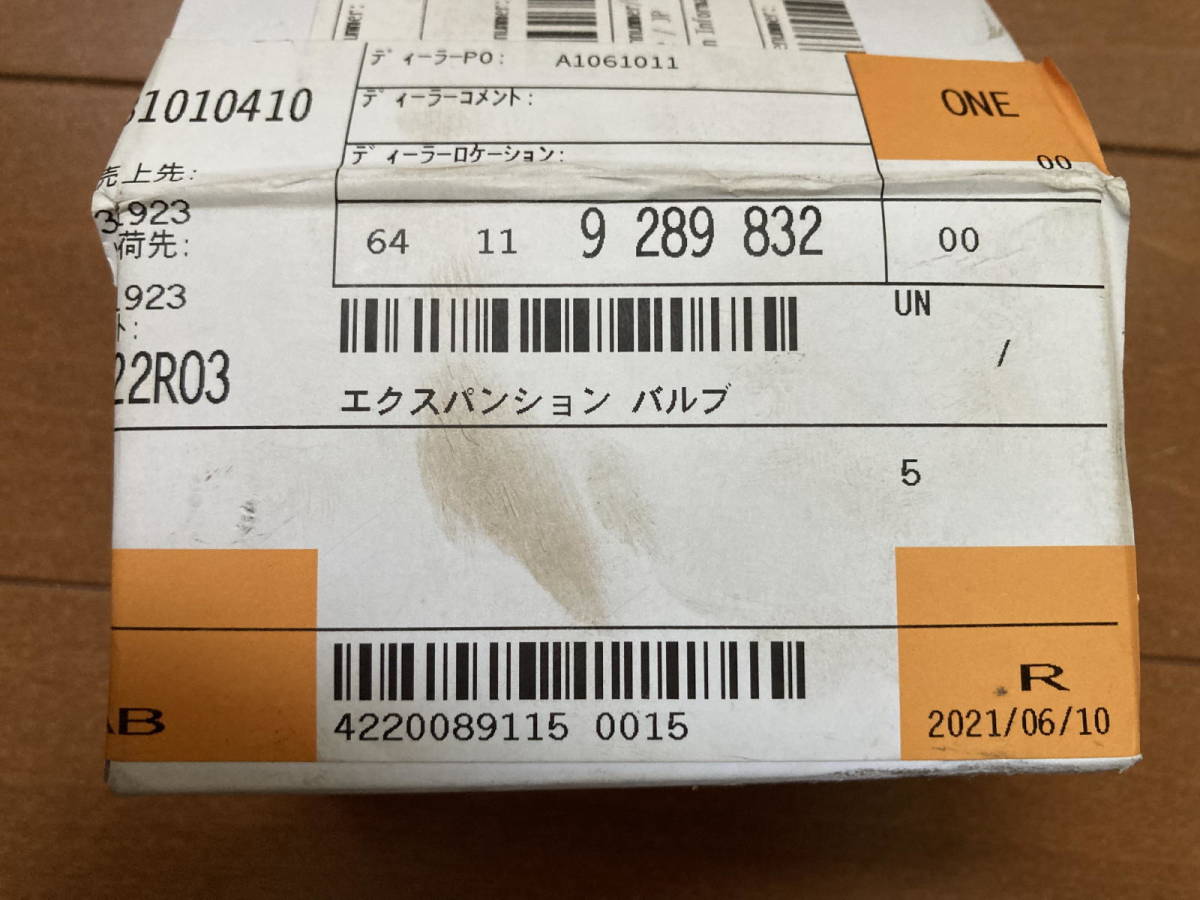 ディーラーPO: A1061011
ONE
1010410
ディーラーコメント:
ディーラーロケーション:
00
売上先:
1923
荷先:
64 11 9 289 832 00
1923
UN
ト:
/
22R03
エクスパンション バルブ
5
AB
R
4220089115 0015
2021/06/10